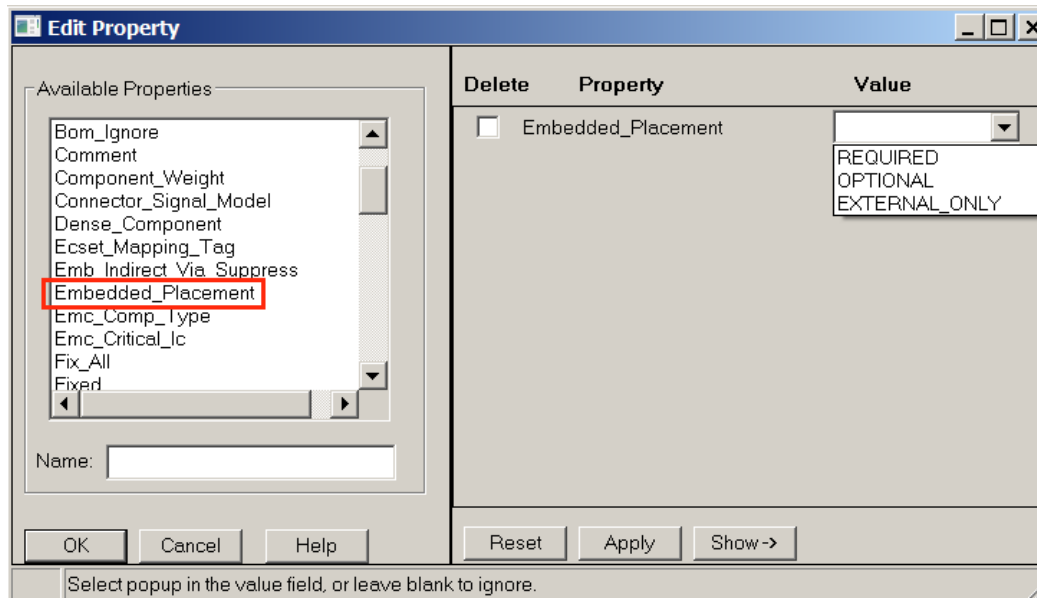 Edit Property
Available Properties
Bom_Ignore
Comment
Component_Weight
Connector_Signal_Model
Dense_Component
Ecset_Mapping_Tag
Emb_Indirect_Via_Suppress
Embedded_Placement
Emc_Comp_Type
Emc_Critical_Ic
Fix_All
Fixed
Name:
OK Cancel Help
Delete Property Value
Embedded_Placement
REQUIRED
OPTIONAL
EXTERNAL_ONLY
Reset Apply Show->
Select popup in the value field, or leave blank to ignore.